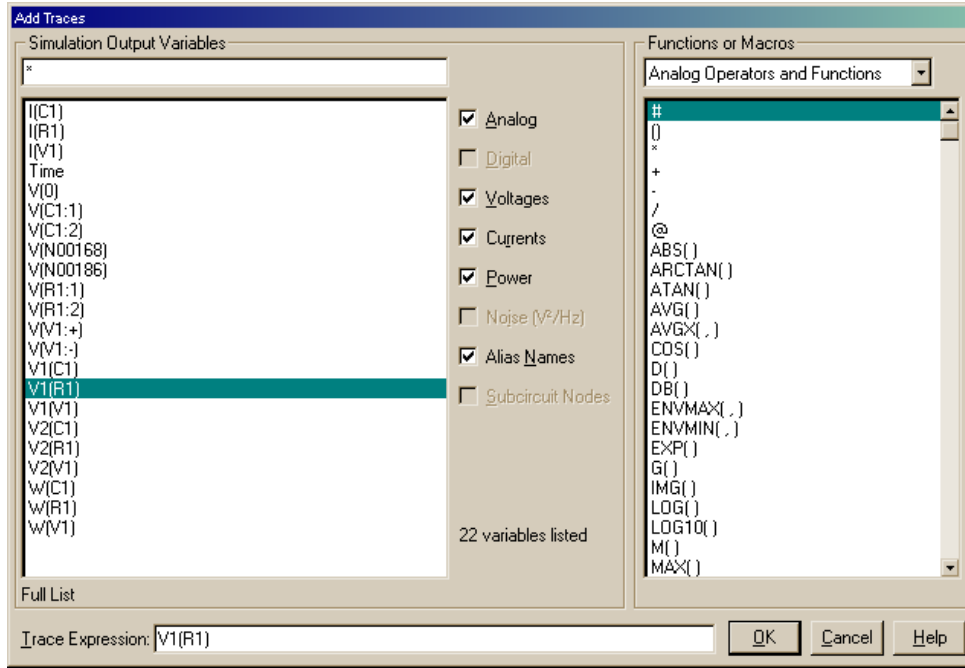 Add Traces
Simulation Output Variables
*
I(C1)
I(R1)
I(V1)
Time
V(0)
V(C1:1)
V(C1:2)
V(N00168)
V(N00186)
V(R1:1)
V(R1:2)
V(V1:+)
V(V1:-)
V1(C1)
V1(R1)
V1(V1)
V2(C1)
V2(R1)
V2(V1)
W(C1)
W(R1)
W(V1)
Full List
Analog
Digital
Voltages
Currents
Power
Noise (V²/Hz)
Alias Names
Subcircuit Nodes
22 variables listed
Functions or Macros
Analog Operators and Functions
#
()
*
+
-
/
@
ABS( )
ARCTAN( )
ATAN( )
AVG( )
AVGX( , )
COS( )
D( )
DB( )
ENVMAX( , )
ENVMIN( , )
EXP( )
G( )
IMG( )
LOG( )
LOG10( )
M( )
MAX( )
Trace Expression: V1(R1)
OK
Cancel
Help